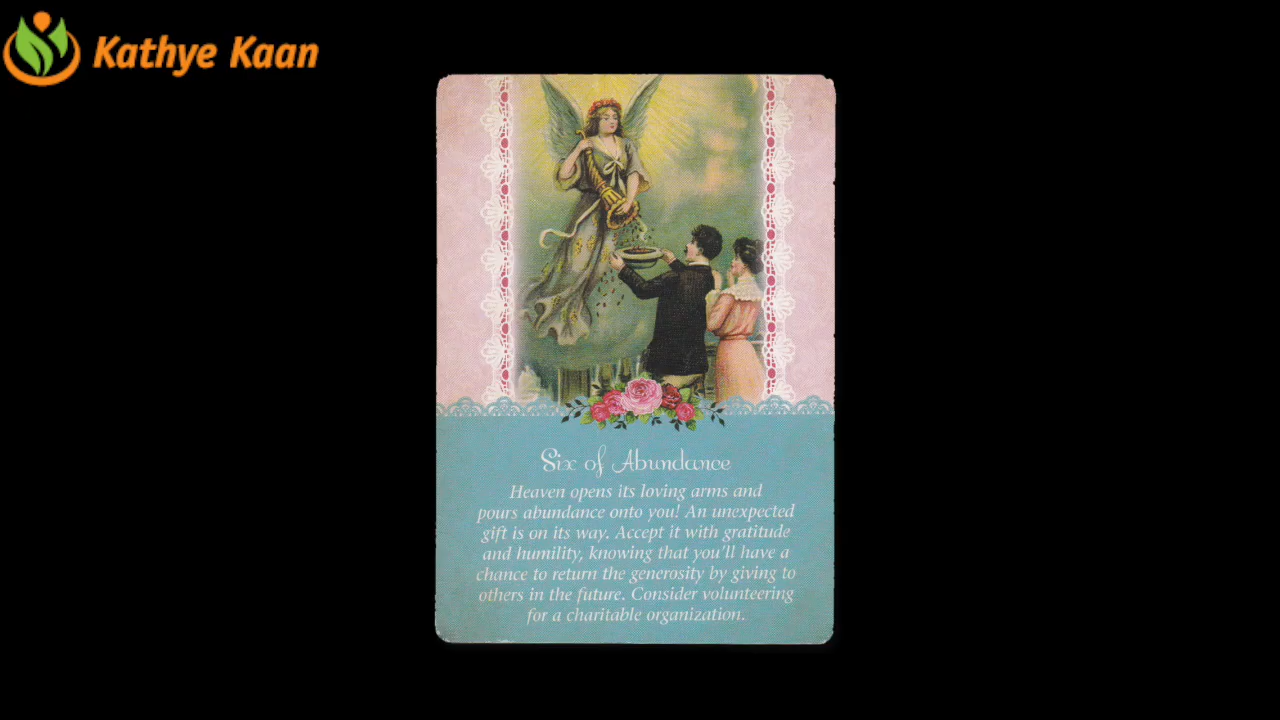 Kathye Kaan
Six of Abundance
Heaven opens its loving arms and
pours abundance onto you! An unexpected
gift is on its way. Accept it with gratitude
and humility, knowing that you'll have a
chance to return the generosity by giving to
others in the future. Consider volunteering
for a charitable organization.